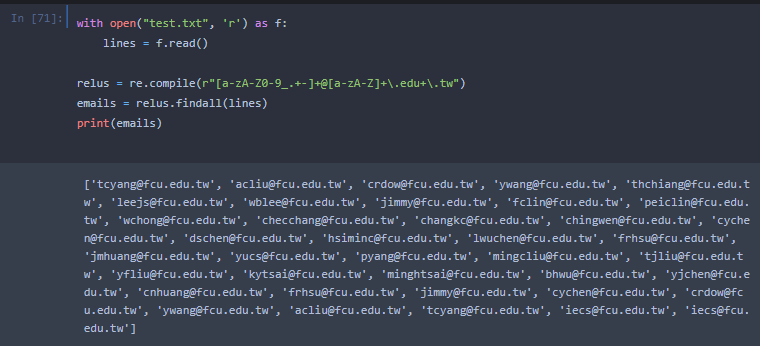 In [71]:
with open("test.txt", 'r') as f:
    lines = f.read()
relus = re.compile(r"[a-zA-Z0-9_.+-]+@[a-zA-Z]+\.edu+\.tw")
emails = relus.findall(lines)
print(emails)
['tcyang@fcu.edu.tw', 'acliu@fcu.edu.tw', 'crdow@fcu.edu.tw', 'ywang@fcu.edu.tw', 'thchiang@fcu.edu.t
w', 'leejs@fcu.edu.tw', 'wblee@fcu.edu.tw', 'jimmy@fcu.edu.tw', 'fclin@fcu.edu.tw', 'peiclin@fcu.edu.
tw', 'wchong@fcu.edu.tw', 'checchang@fcu.edu.tw', 'changkc@fcu.edu.tw', 'chingwen@fcu.edu.tw', 'cyche
n@fcu.edu.tw', 'dschen@fcu.edu.tw', 'hsiminc@fcu.edu.tw', 'lwuchen@fcu.edu.tw', 'frhsu@fcu.edu.tw',
'jmhuang@fcu.edu.tw', 'yucs@fcu.edu.tw', 'pyang@fcu.edu.tw', 'mingcliu@fcu.edu.tw', 'tjliu@fcu.edu.t
w', 'yfliu@fcu.edu.tw', 'kytsai@fcu.edu.tw', 'minghtsai@fcu.edu.tw', 'bhwu@fcu.edu.tw', 'yjchen@fcu.e
du.tw', 'cnhuang@fcu.edu.tw', 'frhsu@fcu.edu.tw', 'jimmy@fcu.edu.tw', 'cychen@fcu.edu.tw', 'crdow@fc
u.edu.tw', 'ywang@fcu.edu.tw', 'acliu@fcu.edu.tw', 'tcyang@fcu.edu.tw', 'iecs@fcu.edu.tw', 'iecs@fcu.
edu.tw']